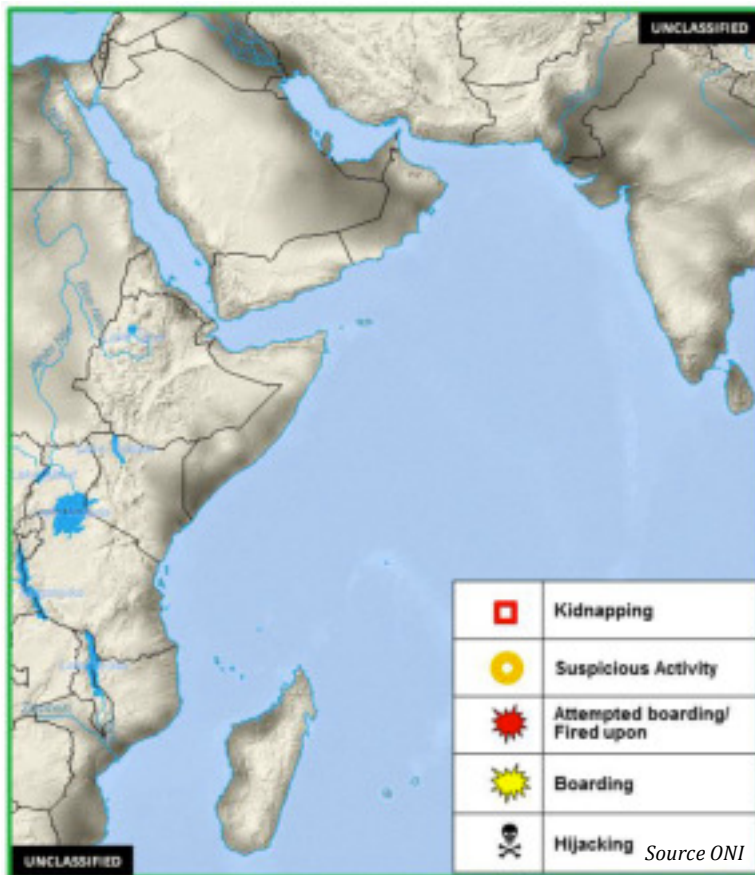 UNCLASSIFIED
Kidnapping
Suspicious Activity
Attempted boarding/
Fired upon
Boarding
Hijacking
Source ONI
UNCLASSIFIED